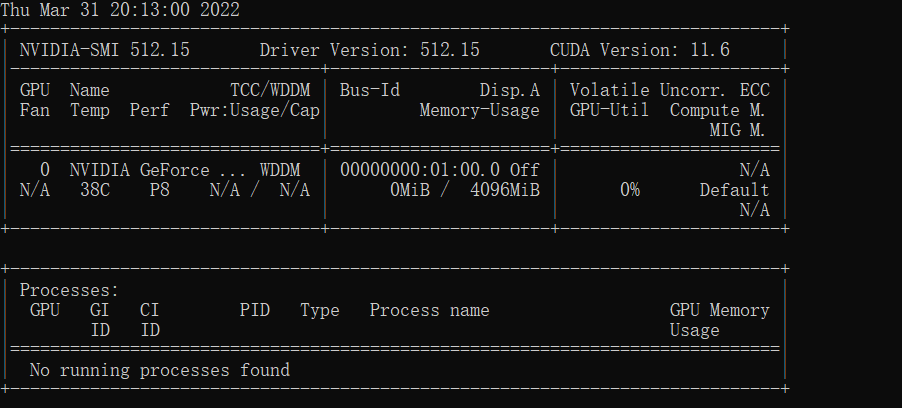 Thu Mar 31 20:13:00 2022
+-----------------------------------------------------------------------------+
| NVIDIA-SMI 512.15       Driver Version: 512.15       CUDA Version: 11.6     |
|-------------------------------+----------------------+----------------------+
| GPU  Name            TCC/WDDM | Bus-Id        Disp.A | Volatile Uncorr. ECC |
| Fan  Temp  Perf  Pwr:Usage/Cap|         Memory-Usage | GPU-Util  Compute M. |
|                               |                      |               MIG M. |
|===============================+======================+======================|
|   0  NVIDIA GeForce ... WDDM  | 00000000:01:00.0 Off |                  N/A |
| N/A   38C    P8    N/A /  N/A |      0MiB /  4096MiB |      0%      Default |
|                               |                      |                  N/A |
+-------------------------------+----------------------+----------------------+
+-----------------------------------------------------------------------------+
| Processes:                                                                  |
|  GPU   GI   CI        PID   Type   Process name                  GPU Memory |
|        ID   ID                                                   Usage      |
|=============================================================================|
|  No running processes found                                                 |
+-----------------------------------------------------------------------------+